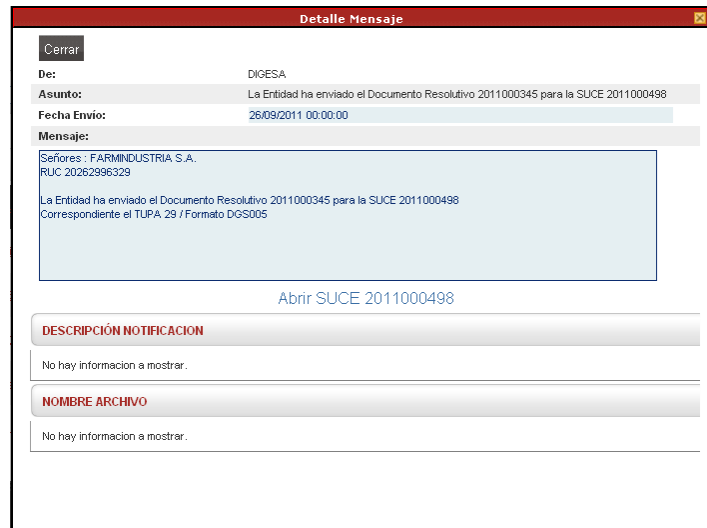 Detalle Mensaje
Cerrar
De: DIGESA
Asunto: La Entidad ha enviado el Documento Resolutivo 2011000345 para la SUCE 2011000498
Fecha Envío: 26/09/2011 00:00:00
Mensaje:
Señores : FARMINDUSTRIA S.A.
RUC 20262996329
La Entidad ha enviado el Documento Resolutivo 2011000345 para la SUCE 2011000498
Correspondiente el TUPA 29 / Formato DGS005
Abrir SUCE 2011000498
DESCRIPCIÓN NOTIFICACION
No hay informacion a mostrar.
NOMBRE ARCHIVO
No hay informacion a mostrar.